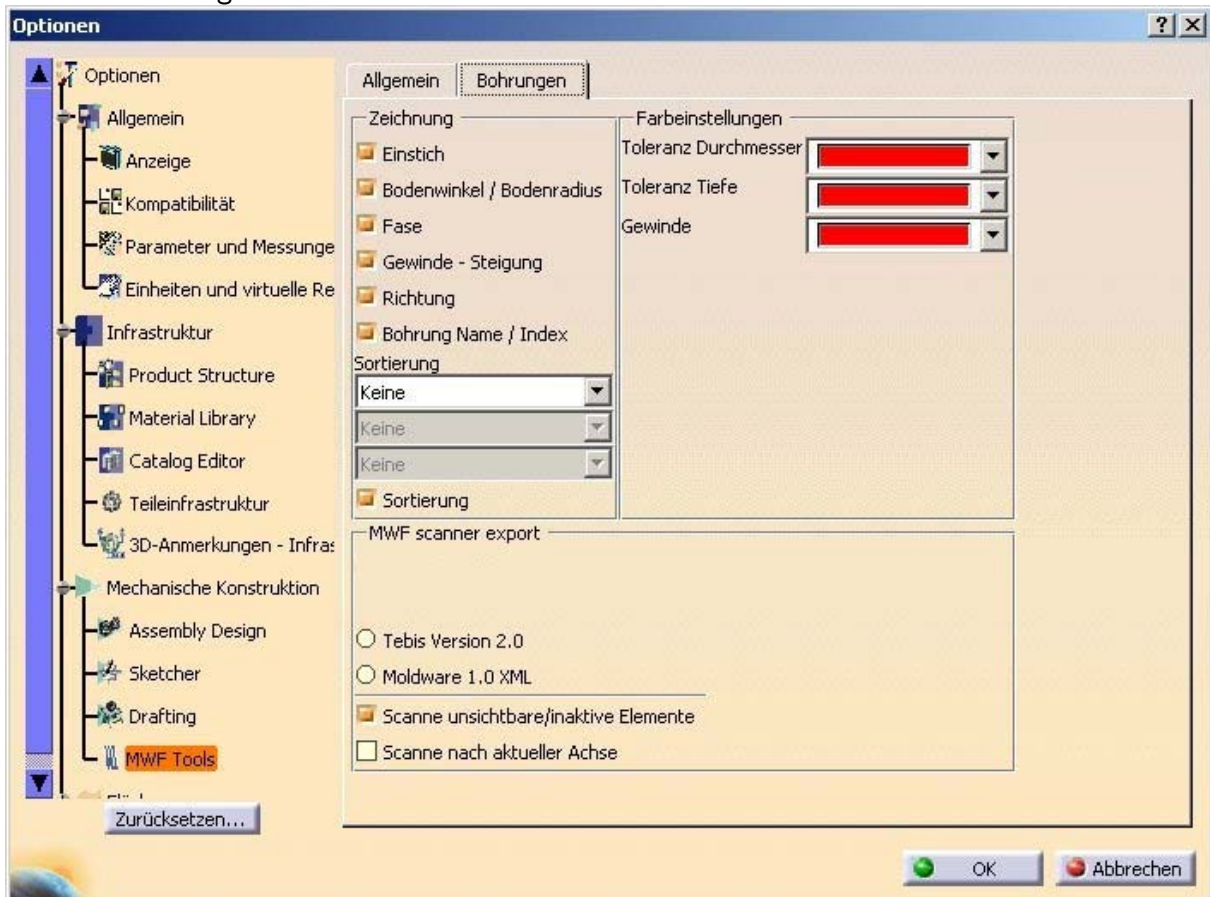 Optionen
Optionen
Allgemein
Anzeige
Kompatibilität
Parameter und Messunge
Einheiten und virtuelle Re
Infrastruktur
Product Structure
Material Library
Catalog Editor
Teileinfrastruktur
3D-Anmerkungen - Infras
Mechanische Konstruktion
Assembly Design
Sketcher
Drafting
MWF Tools
Zurücksetzen...
Allgemein
Bohrungen
Zeichnung
Einstich
Bodenwinkel / Bodenradius
Fase
Gewinde - Steigung
Richtung
Bohrung Name / Index
Sortierung
Keine
Keine
Keine
Sortierung
Farbeinstellungen
Toleranz Durchmesser
Toleranz Tiefe
Gewinde
MWF scanner export
Tebis Version 2.0
Moldware 1.0 XML
Scanne unsichtbare/inaktive Elemente
Scanne nach aktueller Achse
OK
Abbrechen